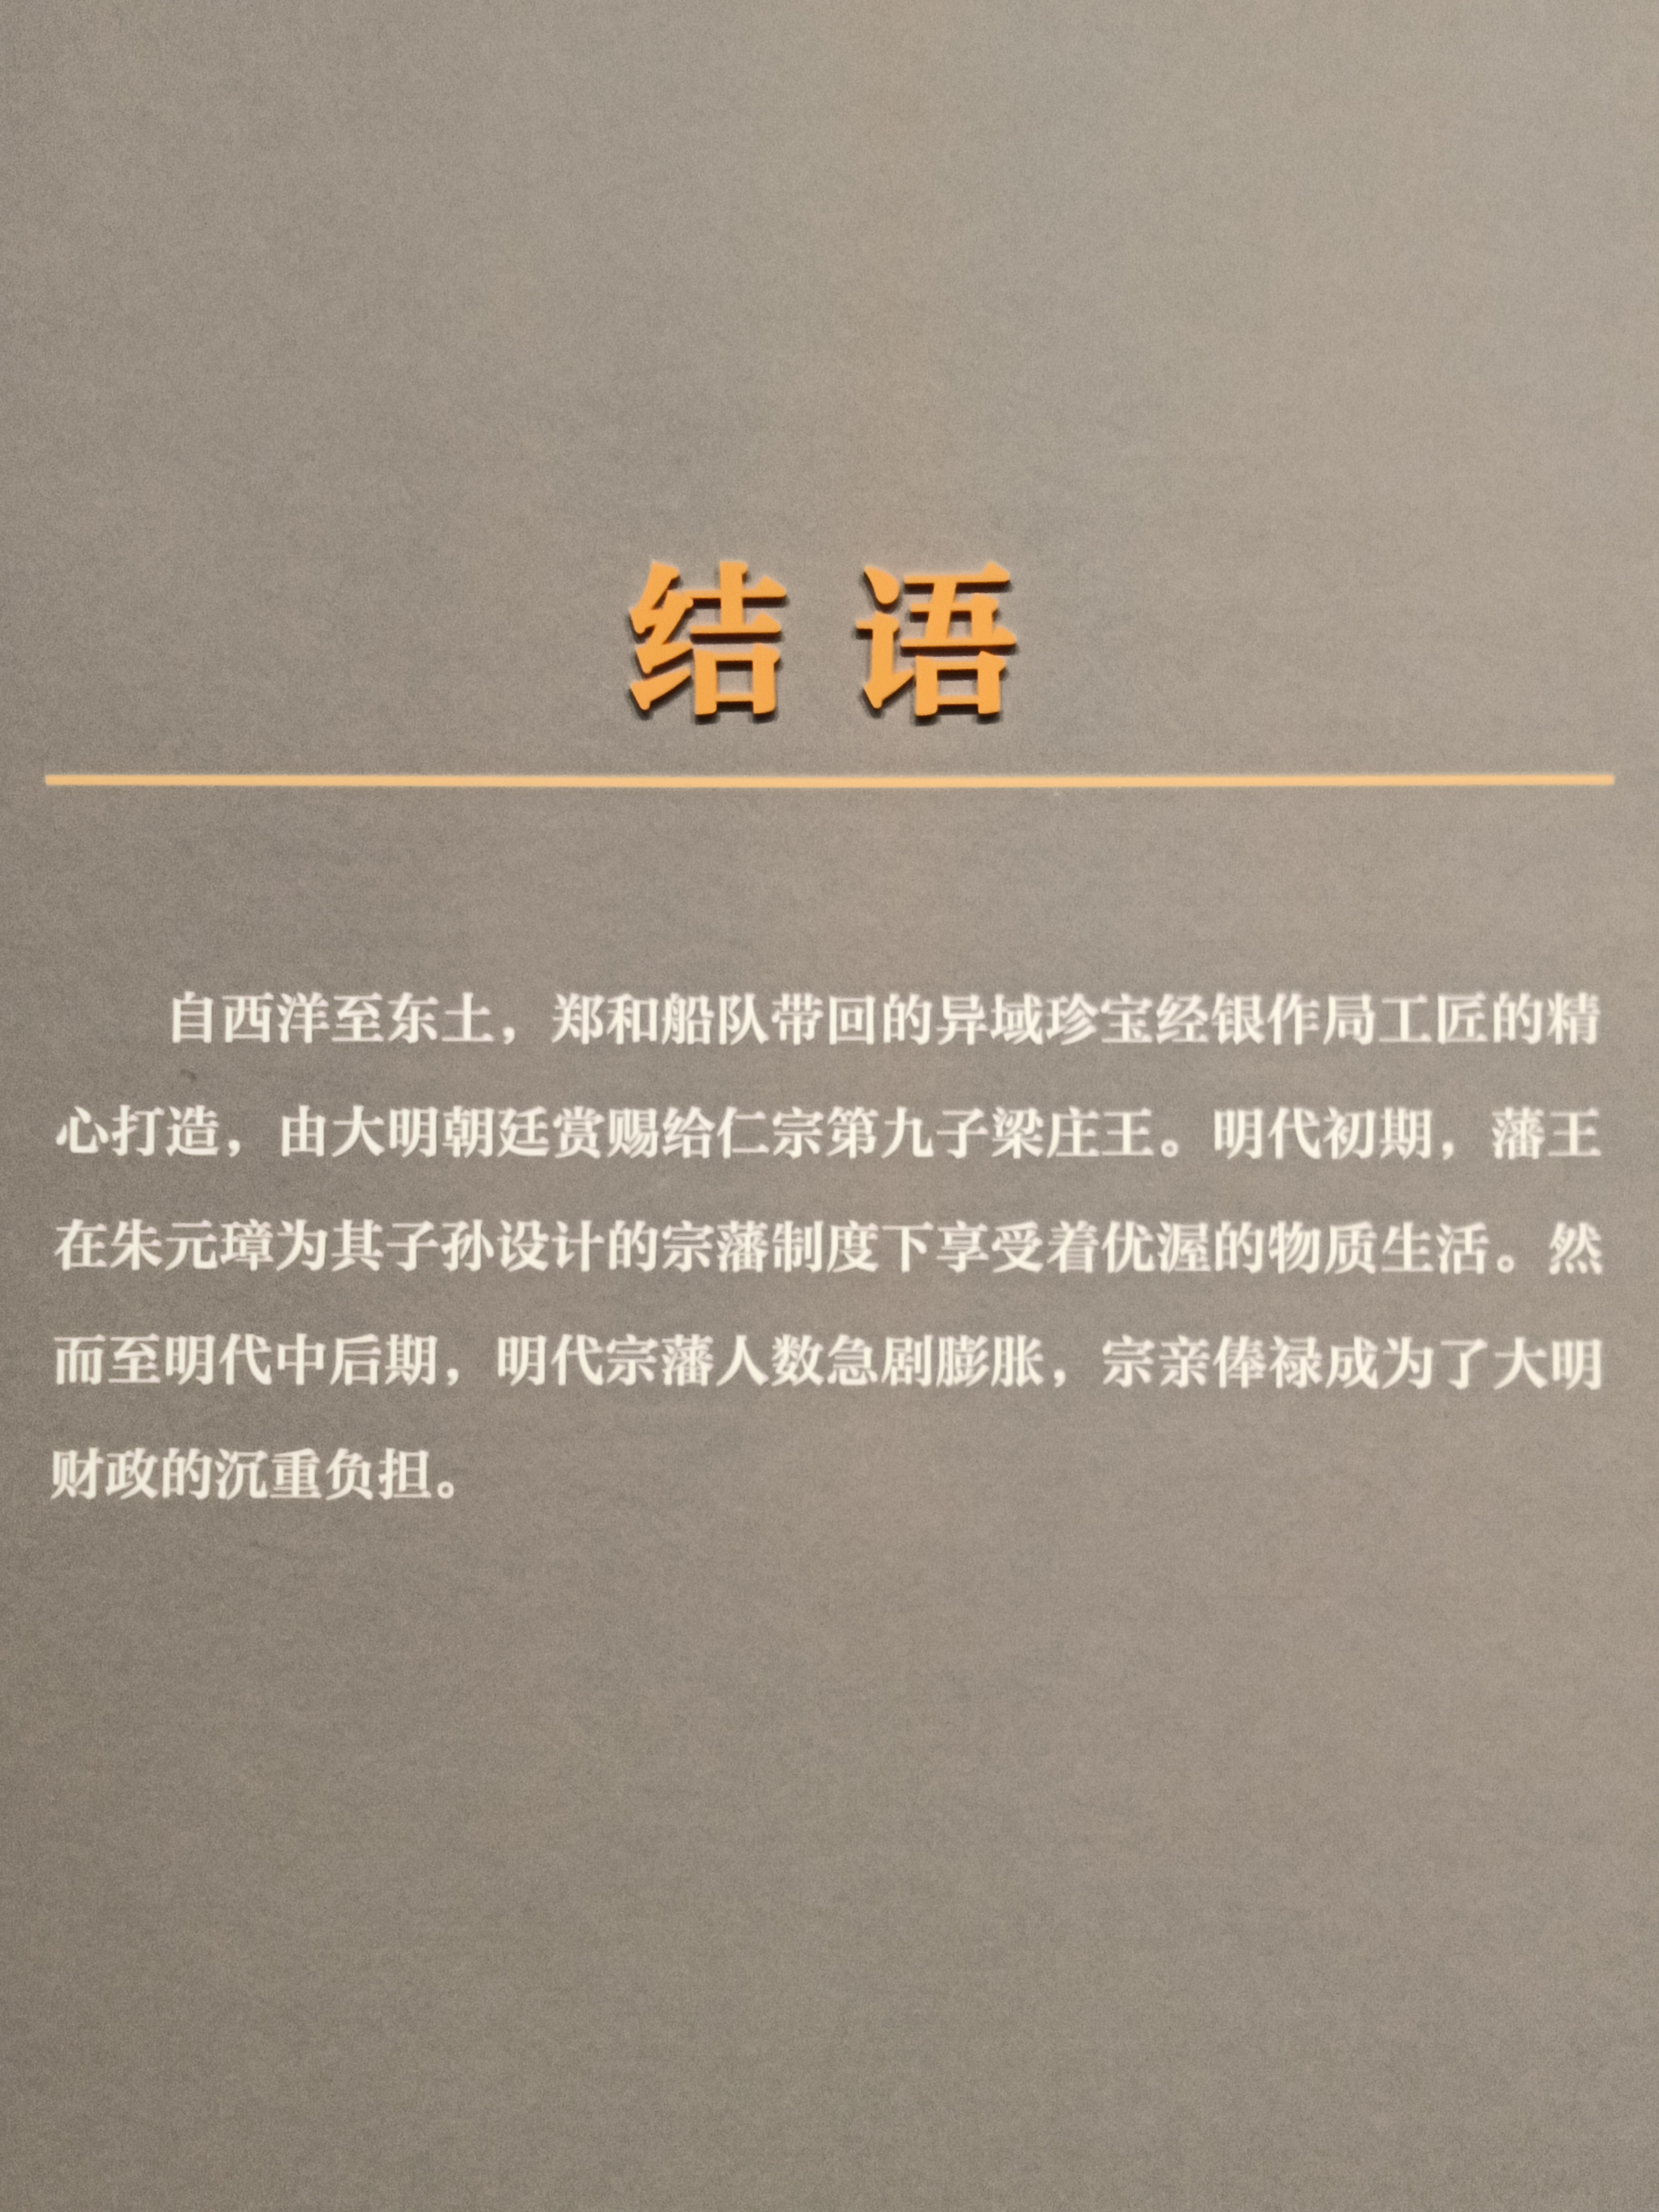 结语
自西洋至东土，郑和船队带回的异域珍宝经银作局工匠的精
心打造，由大明朝廷赏赐给仁宗第九子梁庄王。明代初期，藩王
在朱元璋为其子孙设计的宗藩制度下享受着优渥的物质生活。然
而至明代中后期，明代宗藩人数急剧膨胀，宗亲俸禄成为了大明
财政的沉重负担。